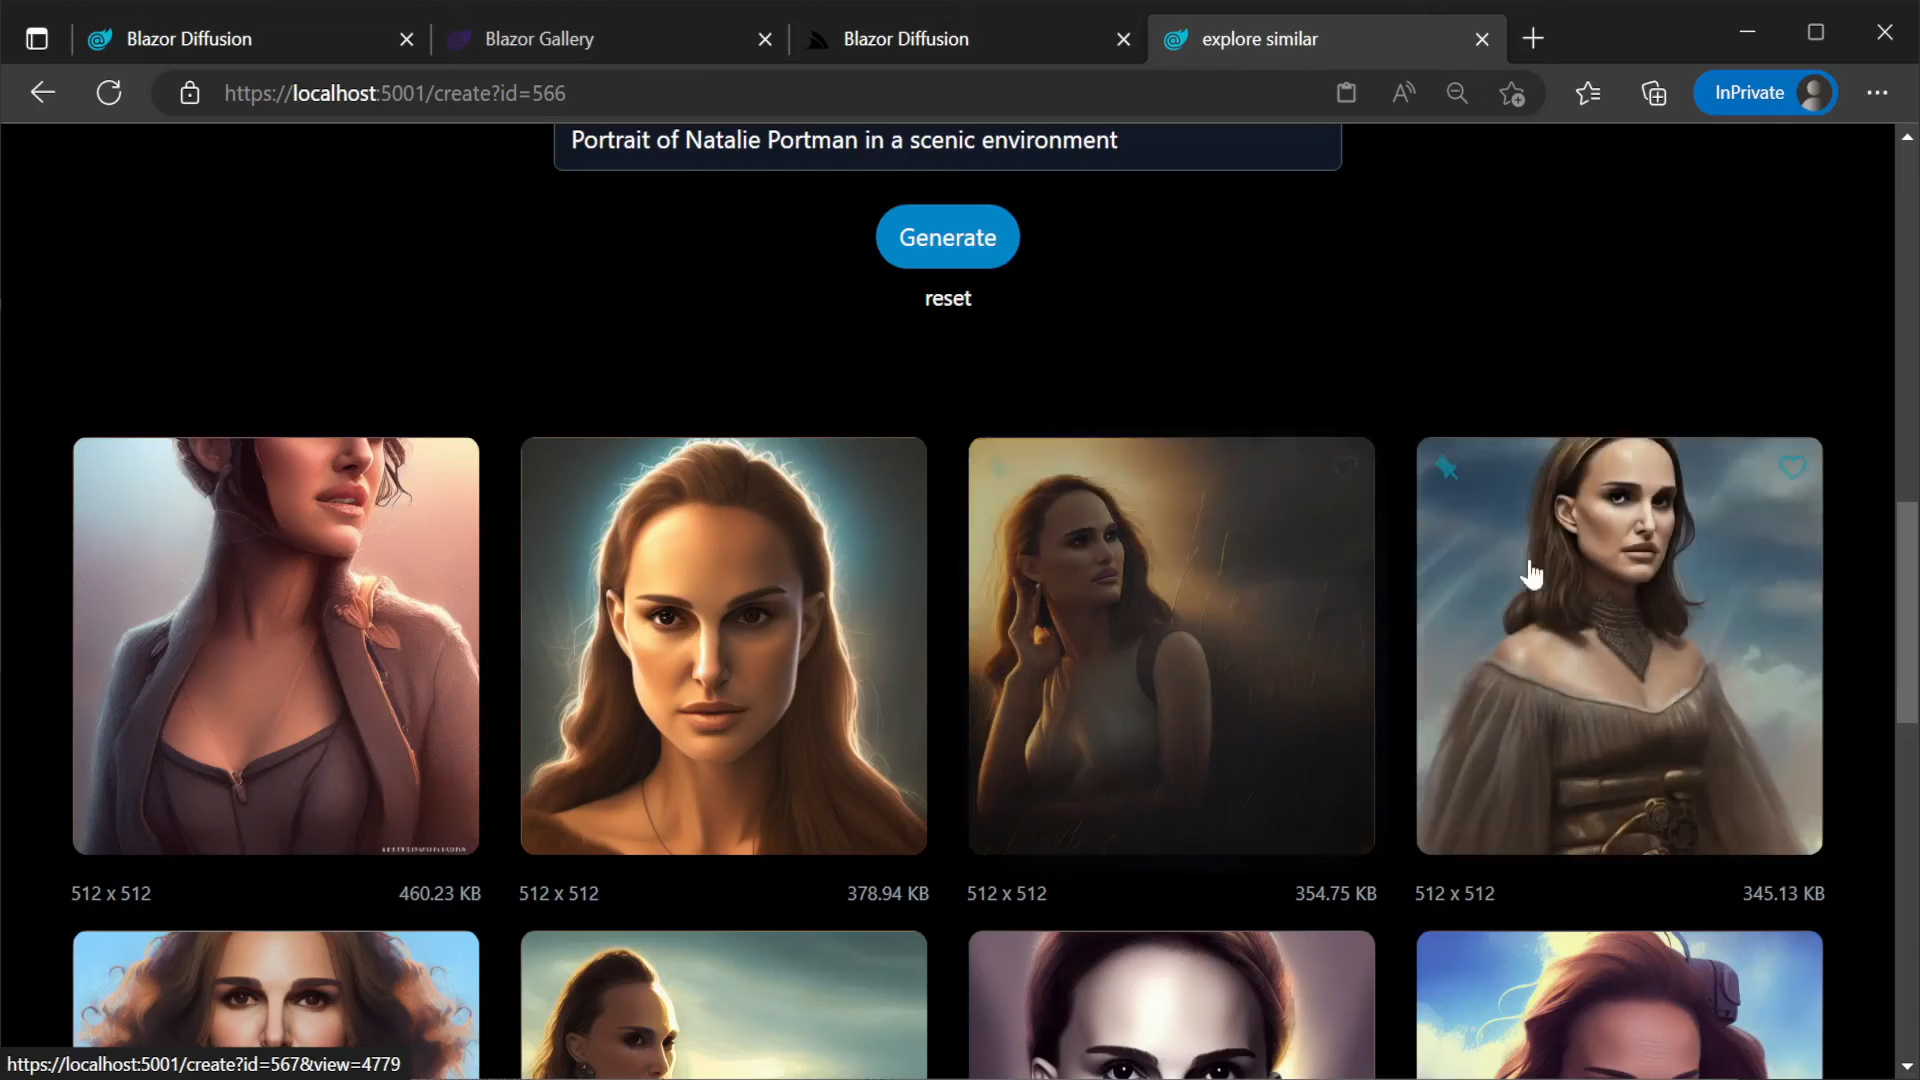 Blazor Diffusion
Blazor Gallery
Blazor Diffusion
explore similar
https://localhost:5001/create?id=566
InPrivate
Portrait of Natalie Portman in a scenic environment
Generate
reset
512 x 512 460.23 KB
512 x 512 378.94 KB
512 x 512 354.75 KB
512 x 512 345.13 KB
https://localhost:5001/create?id=567&view=4779